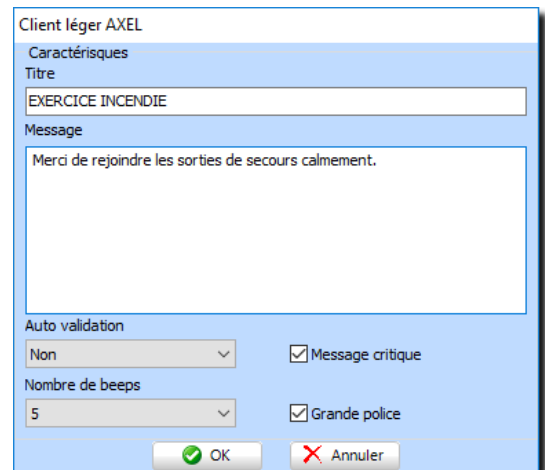 Client léger AXEL
Caractérisques
Titre
EXERCICE INCENDIE
Message
Merci de rejoindre les sorties de secours calmement.
Auto validation
Non
Message critique
Nombre de beeps
5
Grande police
OK
Annuler